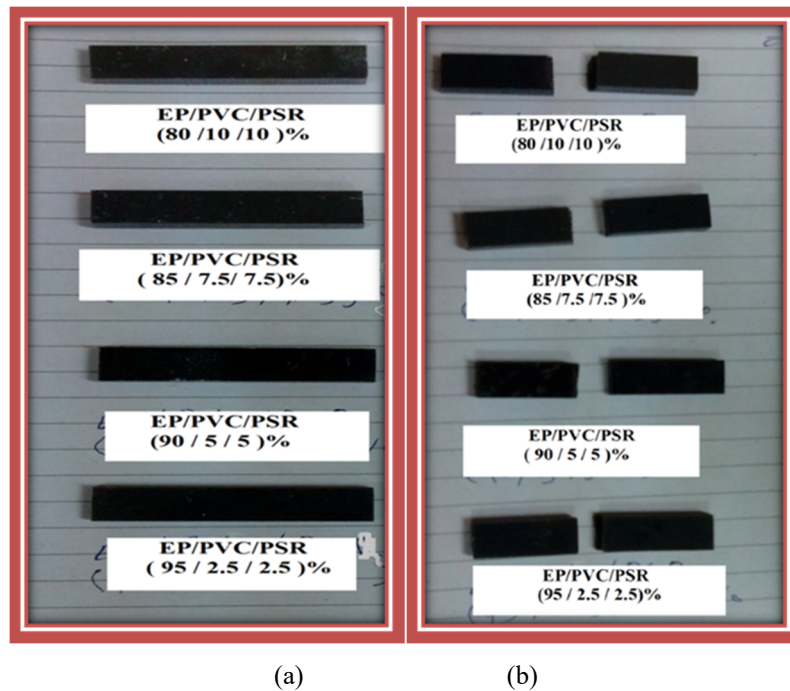 EP/PVC/PSR
(80 /10 /10 )%
EP/PVC/PSR
( 85 / 7.5/ 7.5)%
EP/PVC/PSR
(90 / 5 / 5 )%
EP/PVC/PSR
( 95 / 2.5 / 2.5 )%
EP/PVC/PSR
(80 /10 /10 )%
EP/PVC/PSR
(85 /7.5 /7.5 )%
EP/PVC/PSR
( 90 / 5 / 5 )%
EP/PVC/PSR
(95 / 2.5 / 2.5)%
(a)
(b)